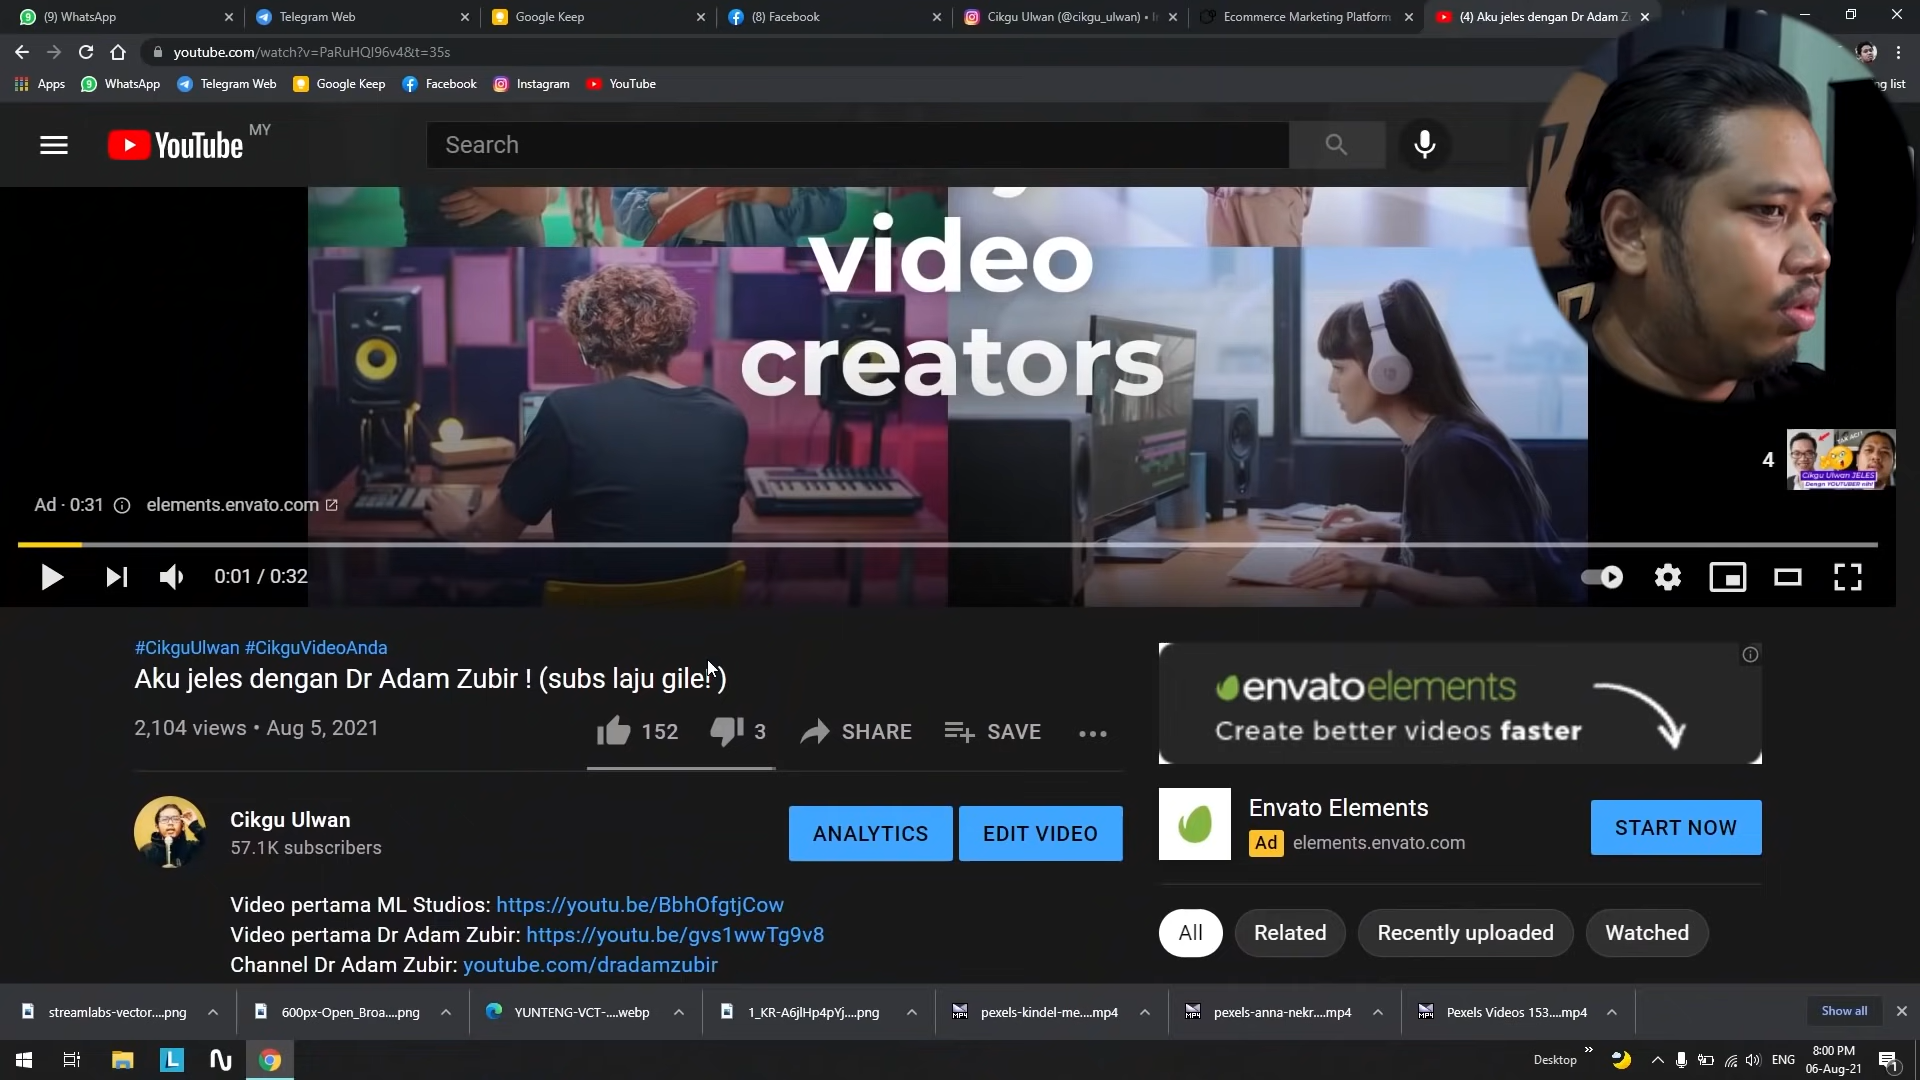 (9) WhatsApp
Telegram Web
Google Keep
(8) Facebook
Cikgu Ulwan (@cikgu_ulwan) •
Ecommerce Marketing Platform
(4) Aku jeles dengan Dr Adam Z
youtube.com/watch?v=PaRuHQI96v4&t=35s
Apps
WhatsApp
Telegram Web
Google Keep
Facebook
Instagram
YouTube
ng list
YouTube MY
Search
video
creators
4
Cikgu Ulwan JELES
Dengn YOUTUBER nih!
Ad · 0:31
elements.envato.com
0:01 / 0:32
#CikguUlwan #CikguVideoAnda
Aku jeles dengan Dr Adam Zubir ! (subs laju gile!')
2,104 views • Aug 5, 2021
152
3
SHARE
SAVE
envatoelements
Create better videos faster
Cikgu Ulwan
57.1K subscribers
ANALYTICS
EDIT VIDEO
Envato Elements
Ad elements.envato.com
START NOW
Video pertama ML Studios: https://youtu.be/BbhOfgtjCow
Video pertama Dr Adam Zubir: https://youtu.be/gvs1wwTg9v8
Channel Dr Adam Zubir: youtube.com/dradamzubir
All
Related
Recently uploaded
Watched
streamlabs-vector....png
600px-Open_Broa....png
YUNTENG-VCT-....webp
1_KR-A6jlHp4pYj....png
pexels-kindel-me....mp4
pexels-anna-nekr....mp4
Pexels Videos 153....mp4
Show all
Desktop
ENG
8:00 PM
06-Aug-21
1